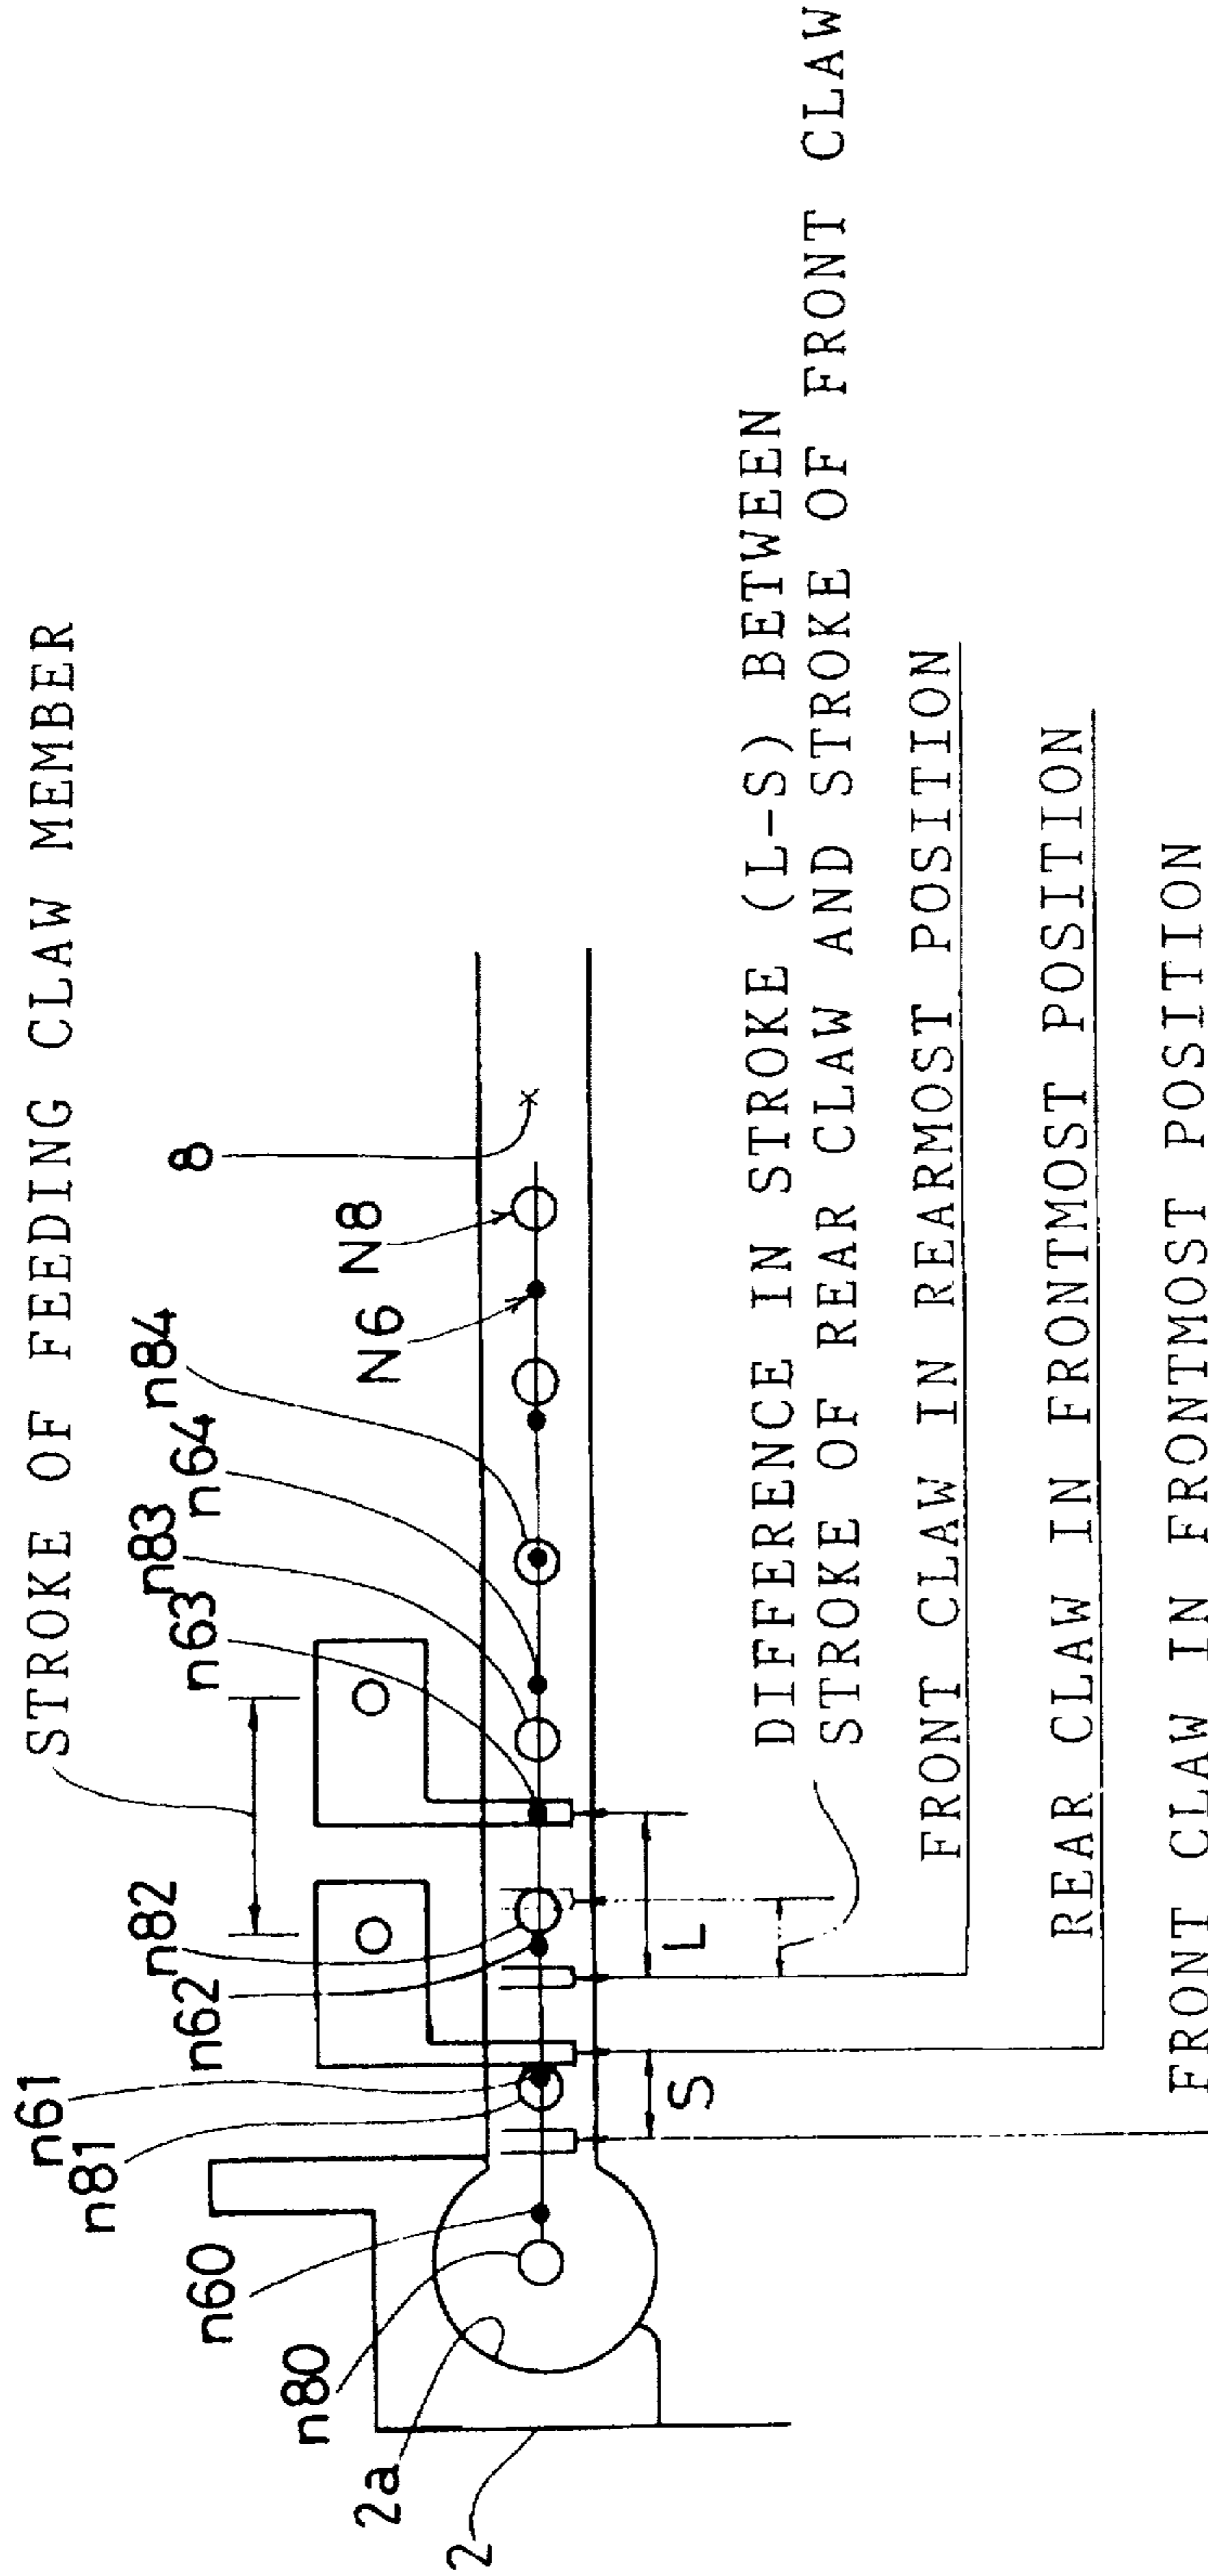 STROKE OF FEEDING CLAW MEMBER
n61
n81
n62
n82
n63
n83
n64
n84
N6
N8
8
n60
n80
2a
2
S
L
DIFFERENCE IN STROKE (L-S) BETWEEN
STROKE OF REAR CLAW AND STROKE OF FRONT CLAW
FRONT CLAW IN REARMOST POSITION
REAR CLAW IN FRONTMOST POSITION
FRONT CLAW IN FRONTMOST POSITION